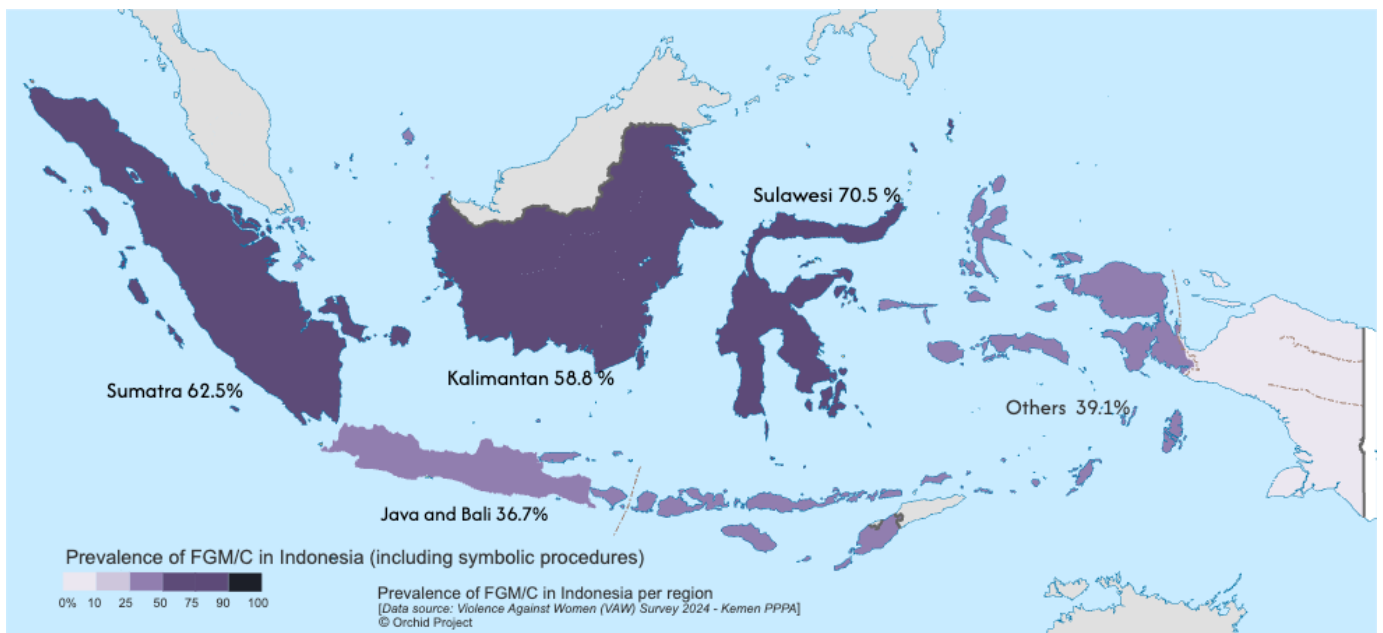 Sulawesi 70.5 %
Kalimantan 58.8 %
Sumatra 62.5%
Others 39.1%
Java and Bali 36.7%
Prevalence of FGM/C in Indonesia (including symbolic procedures)
0% 10 25 50 75 90 100
Prevalence of FGM/C in Indonesia per region
[Data source: Violence Against Women (VAW) Survey 2024 - Kemen PPPA]
© Orchid Project